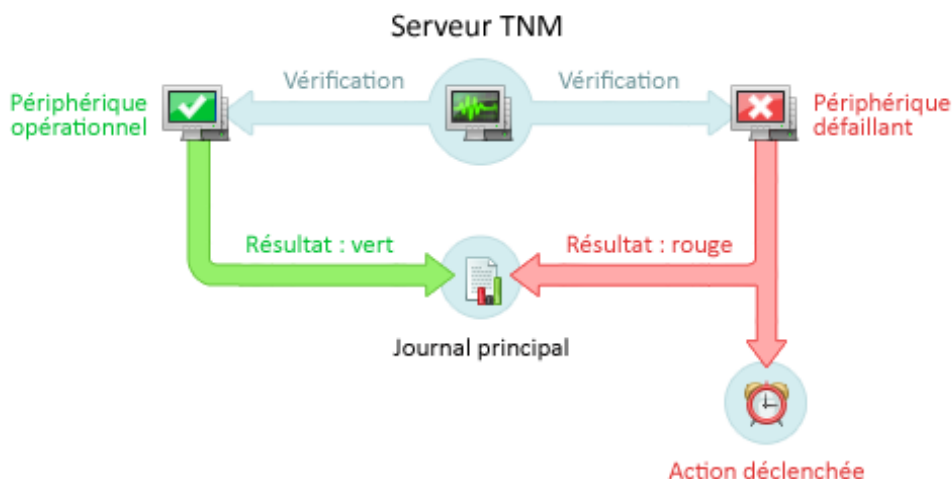 Serveur TNM
Vérification
Vérification
Périphérique
opérationnel
Périphérique
défaillant
Résultat : vert
Résultat : rouge
Journal principal
Action déclenchée